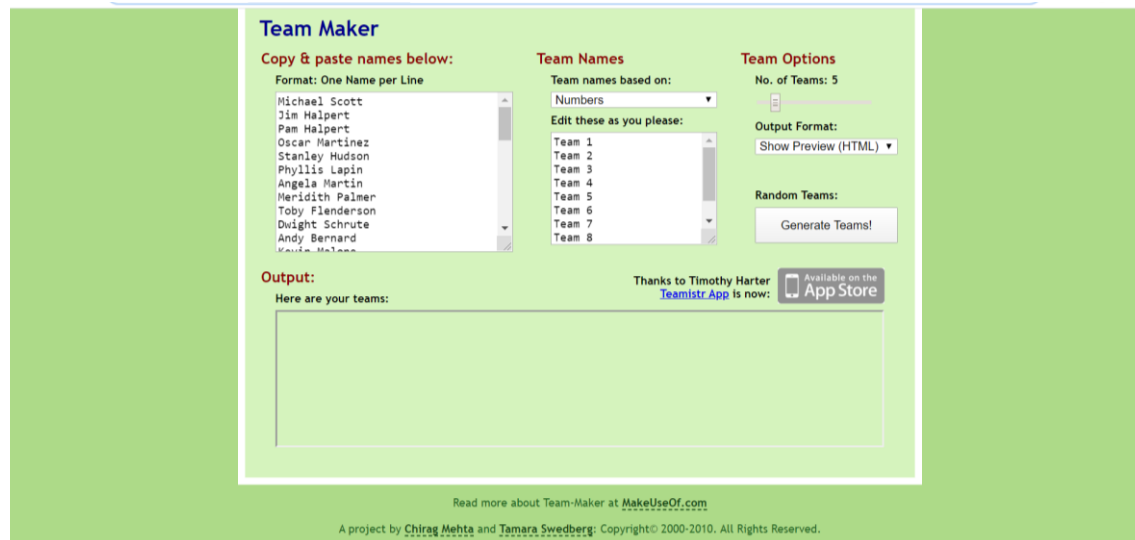 Team Maker
Copy & paste names below:
Format: One Name per Line
Michael Scott
Jim Halpert
Pam Halpert
Oscar Martinez
Stanley Hudson
Phyllis Lapin
Angela Martin
Meridith Palmer
Toby Flenderson
Dwight Schrute
Andy Bernard
Team Names
Team names based on:
Numbers
Edit these as you please:
Team 1
Team 2
Team 3
Team 4
Team 5
Team 6
Team 7
Team 8
Team Options
No. of Teams: 5
Output Format:
Show Preview (HTML)
Random Teams:
Generate Teams!
Output:
Here are your teams:
Thanks to Timothy Harter
Teamistr App is now:
Available on the
App Store
Read more about Team-Maker at MakeUseOf.com
A project by Chirag Mehta and Tamara Swedberg: Copyright© 2000-2010. All Rights Reserved.